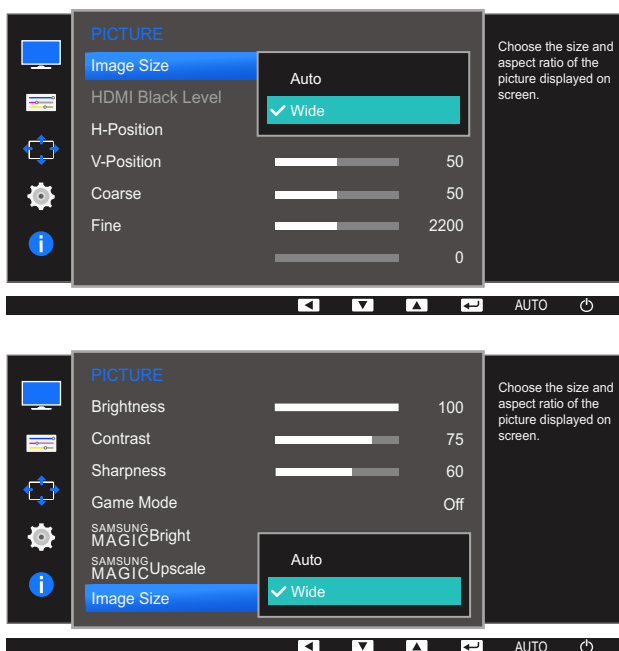 PICTURE
Image Size
Auto
HDMI Black Level
Wide
H-Position
V-Position 50
Coarse 50
Fine 2200
0
Choose the size and
aspect ratio of the
picture displayed on
screen.
AUTO
PICTURE
Brightness 100
Contrast 75
Sharpness 60
Game Mode Off
SAMSUNG
MAGICBright
SAMSUNG
MAGICUpscale
Auto
Image Size
Wide
Choose the size and
aspect ratio of the
picture displayed on
screen.
AUTO